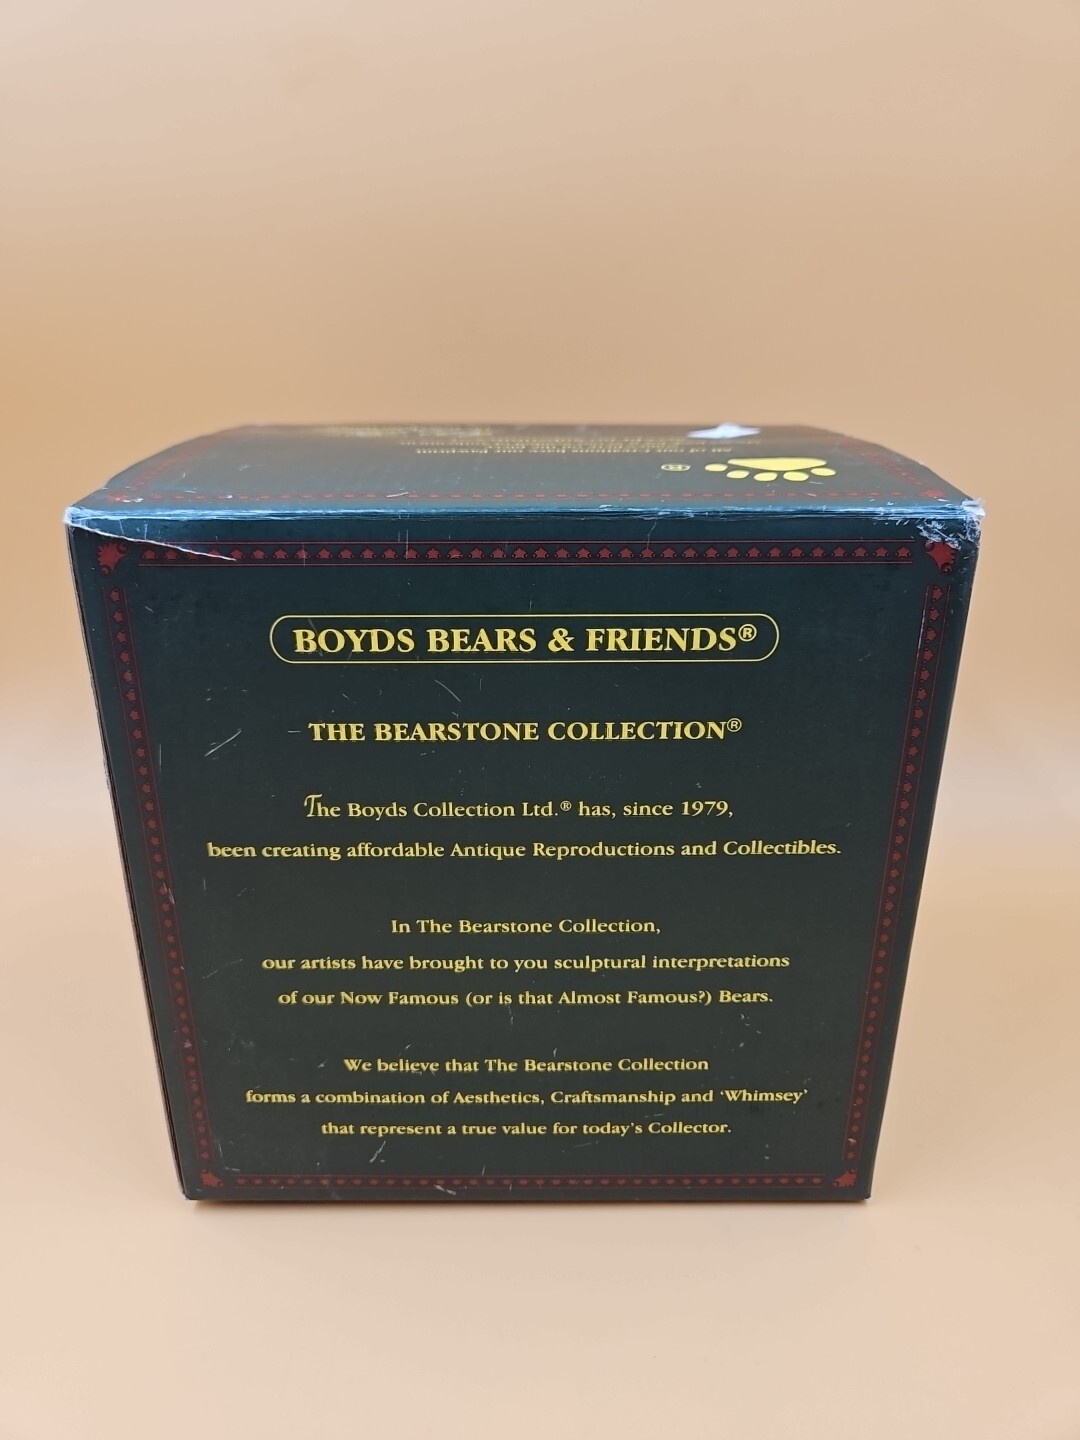 ®
BOYDS BEARS & FRIENDS®
THE BEARSTONE COLLECTION®
The Boyds Collection Ltd.® has, since 1979,
been creating affordable Antique Reproductions and Collectibles.
In The Bearstone Collection,
our artists have brought to you sculptural interpretations
of our Now Famous (or is that Almost Famous?) Bears.
We believe that The Bearstone Collection
forms a combination of Aesthetics, Craftsmanship and ‘Whimsey’
that represent a true value for today's Collector.